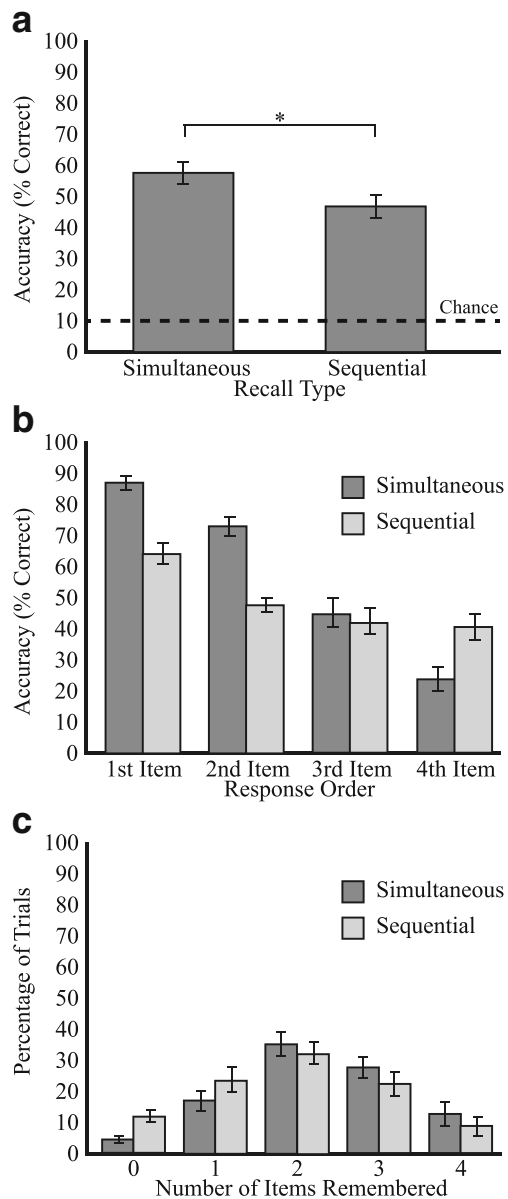 a
100
90
80
70
60
50
40
30
20
10
0
Accuracy (% Correct)
*
Chance
Simultaneous Sequential
Recall Type
b
100
90
80
70
60
50
40
30
20
10
0
Accuracy (% Correct)
Simultaneous
Sequential
1st Item 2nd Item 3rd Item 4th Item
Response Order
c
100
90
80
70
60
50
40
30
20
10
0
Percentage of Trials
Simultaneous
Sequential
0 1 2 3 4
Number of Items Remembered